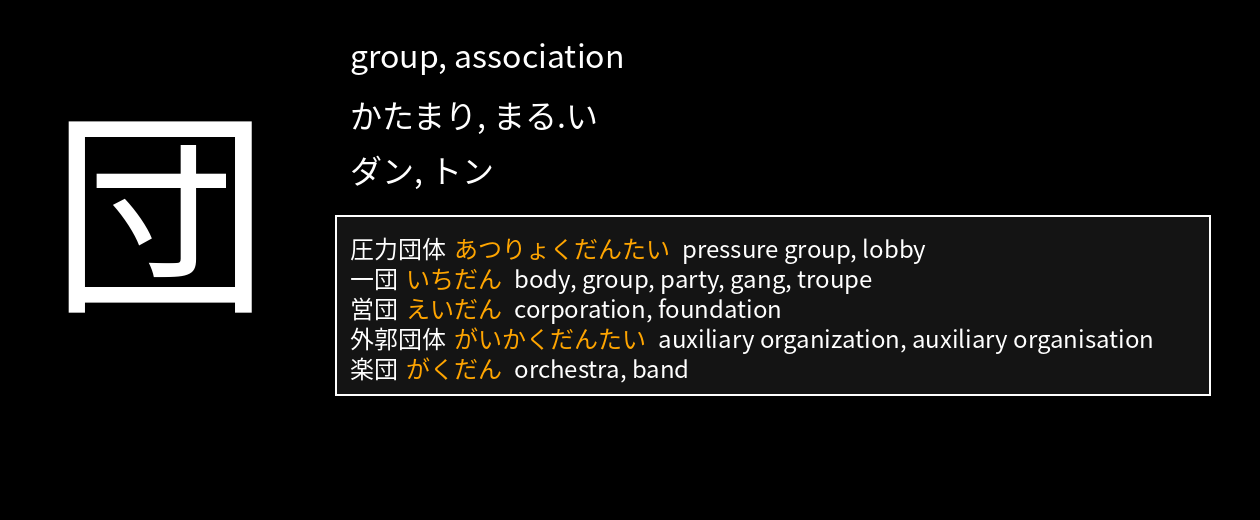 団
group, association
かたまり, まる.い
ダン, トン
圧力団体 あつりょくだんたい pressure group, lobby
一団 いちだん body, group, party, gang, troupe
営団 えいだん corporation, foundation
外郭団体 がいかくだんたい auxiliary organization, auxiliary organisation
楽団 がくだん orchestra, band